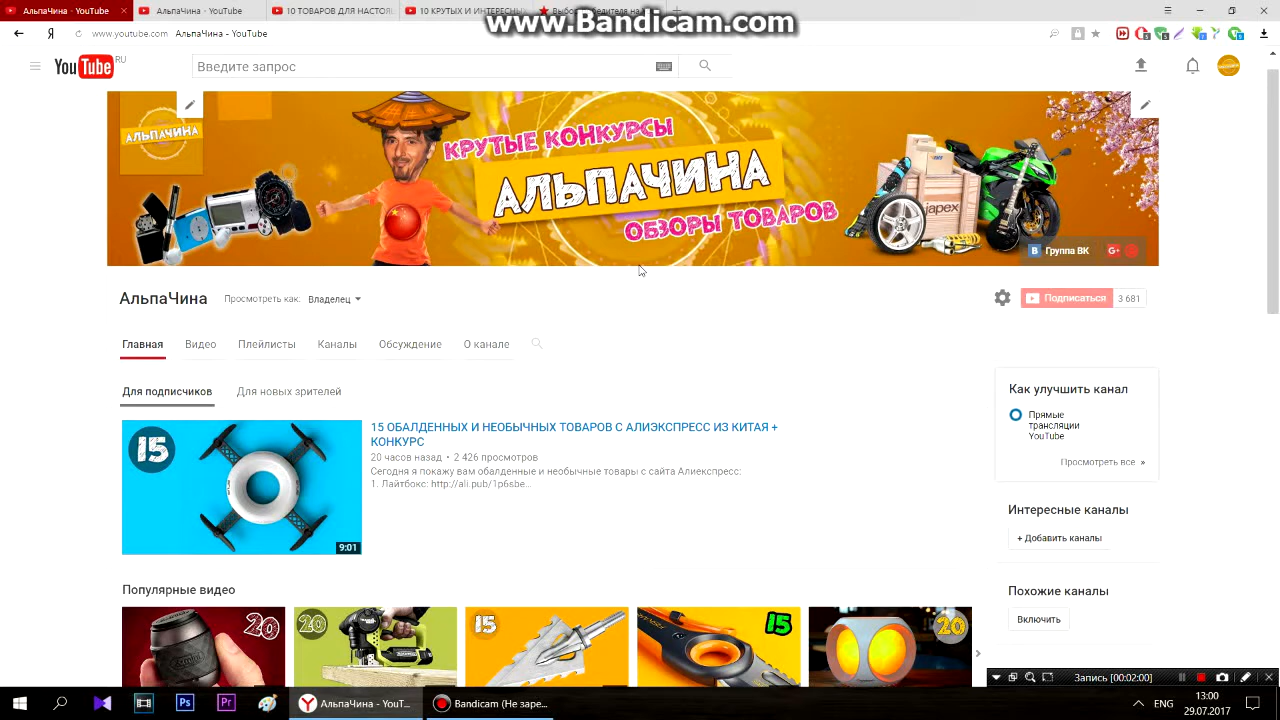 www.Bandicam.com
АльпаЧина - YouTube
АльпаЧина - YouTube
10 ТОВАРОВ ДЛЯ НАСТОЛ
10 КРУТЫХ И ИНТЕРЕСНЫ
www.youtube.com АльпаЧина - YouTube
YouTube RU
Введите запрос
АЛЬПАЧИНА
КРУТЫЕ КОНКУРСЫ
АЛЬПАЧИНА
ОБЗОРЫ ТОВАРОВ
japex
Группа ВК
G+
АльпаЧина
Просмотреть как: Владелец
Подписаться 3 681
Главная Видео Плейлисты Каналы Обсуждение О канале
Для подписчиков Для новых зрителей
15
9:01
15 ОБАЛДЕННЫХ И НЕОБЫЧНЫХ ТОВАРОВ С АЛИЭКСПРЕСС ИЗ КИТАЯ +
КОНКУРС
20 часов назад • 2 426 просмотров
Сегодня я покажу вам обалденные и необычные товары с сайта Алиекспресс:
1. Лайтбокс: http://ali.pub/1p6sbe...
Как улучшить канал
Прямые
трансляции
YouTube
Просмотреть все »
Интересные каналы
+ Добавить каналы
Похожие каналы
Включить
Популярные видео
20
20
15
15
20
Запись [00:02:00]
Ps
Pr
АльпаЧина - YouT...
Bandicam (Не заре...
ENG
13:00
29.07.2017